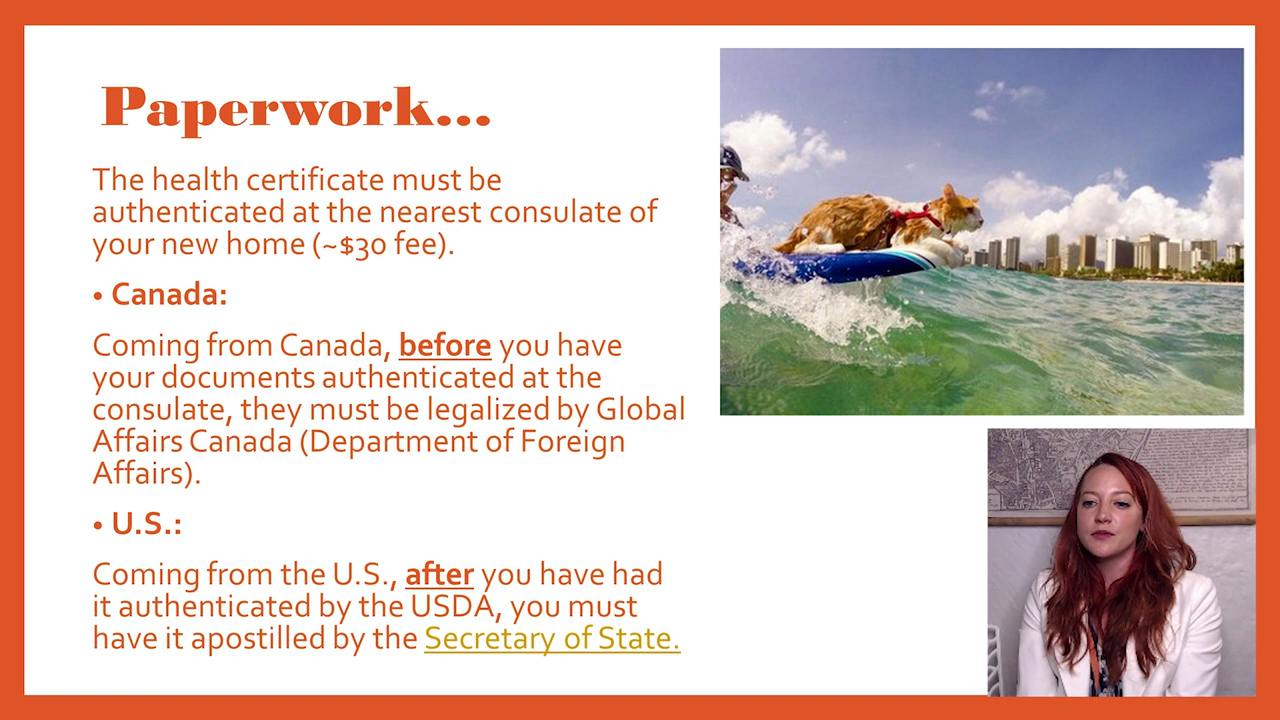 Paperwork...
The health certificate must be
authenticated at the nearest consulate of
your new home (~$30 fee).
• Canada:
Coming from Canada, before you have
your documents authenticated at the
consulate, they must be legalized by Global
Affairs Canada (Department of Foreign
Affairs).
• U.S.:
Coming from the U.S., after you have had
it authenticated by the USDA, you must
have it apostilled by the Secretary of State.